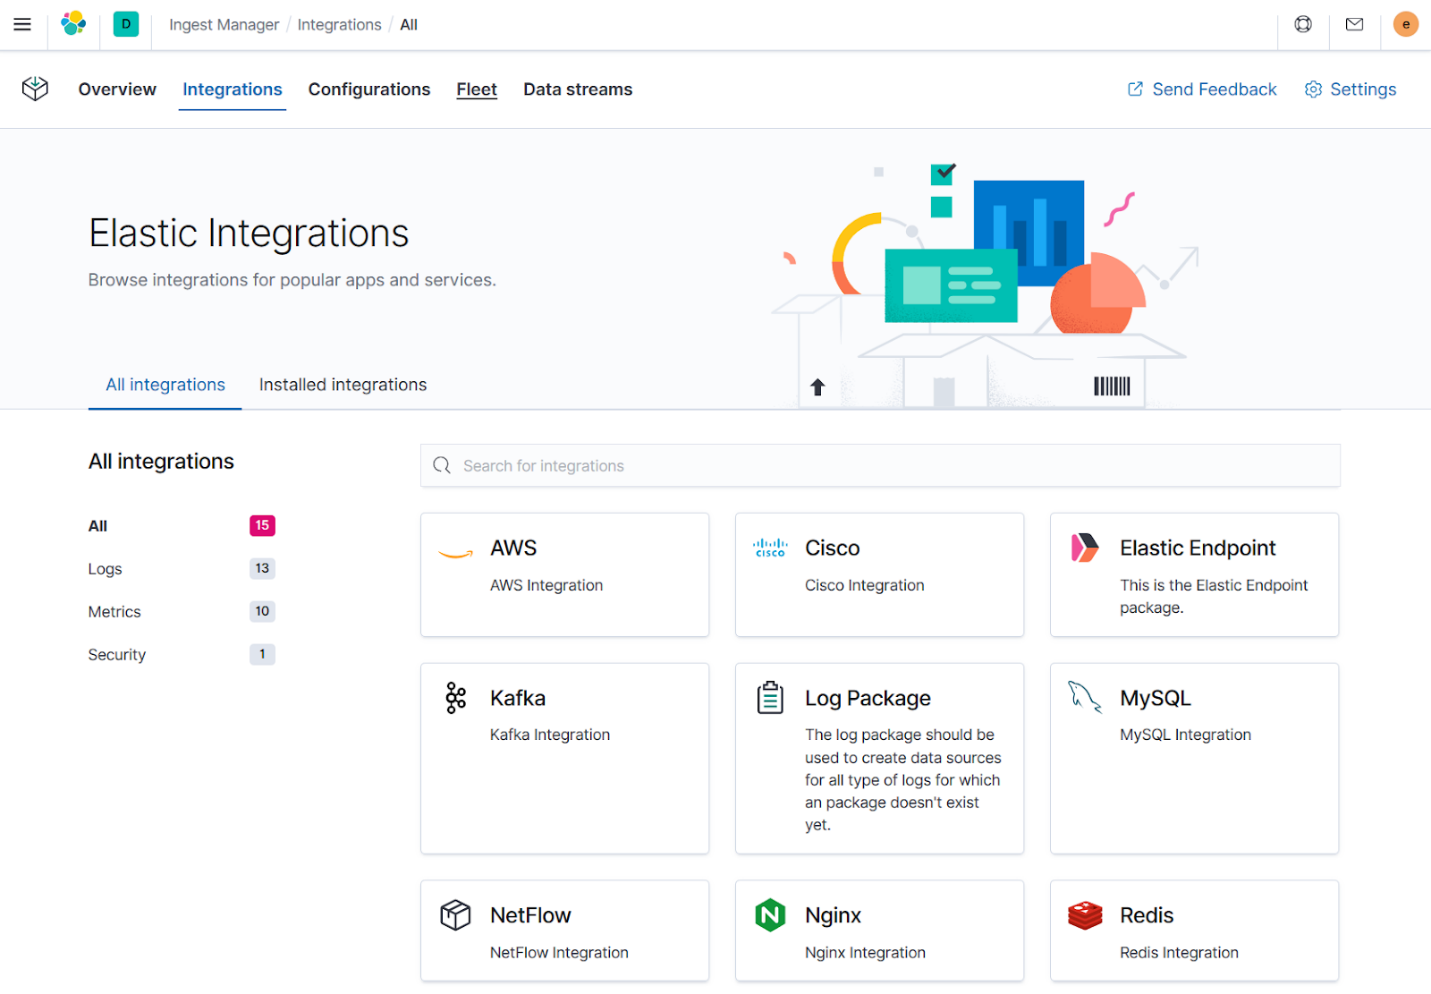 D Ingest Manager / Integrations / All e
Overview Integrations Configurations Fleet Data streams Send Feedback Settings
Elastic Integrations
Browse integrations for popular apps and services.
All integrations Installed integrations
All integrations
Search for integrations
All 15
Logs 13
Metrics 10
Security 1
AWS
AWS Integration
CISCO
Cisco
Cisco Integration
Elastic Endpoint
This is the Elastic Endpoint
package.
Kafka
Kafka Integration
Log Package
The log package should be
used to create data sources
for all type of logs for which
an package doesn't exist
yet.
MySQL
MySQL Integration
NetFlow
NetFlow Integration
N
Nginx
Nginx Integration
Redis
Redis Integration